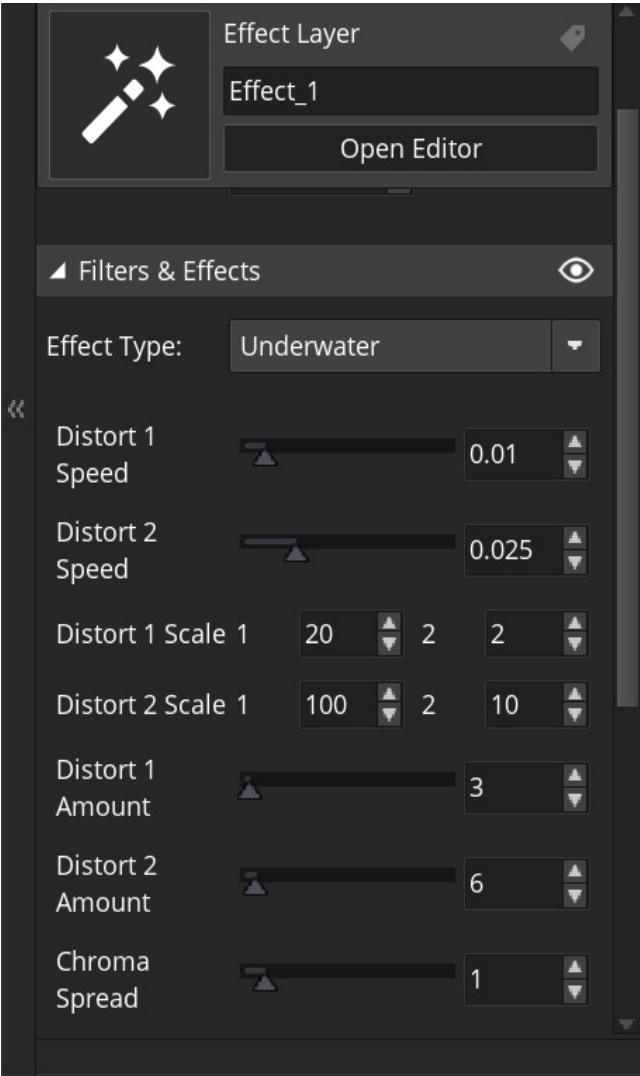 Effect Layer
Effect_1
Open Editor
Filters & Effects
Effect Type: Underwater
Distort 1
Speed
0.01
Distort 2
Speed
0.025
Distort 1 Scale 1 20 2 2
Distort 2 Scale 1 100 2 10
Distort 1
Amount
3
Distort 2
Amount
6
Chroma
Spread
1